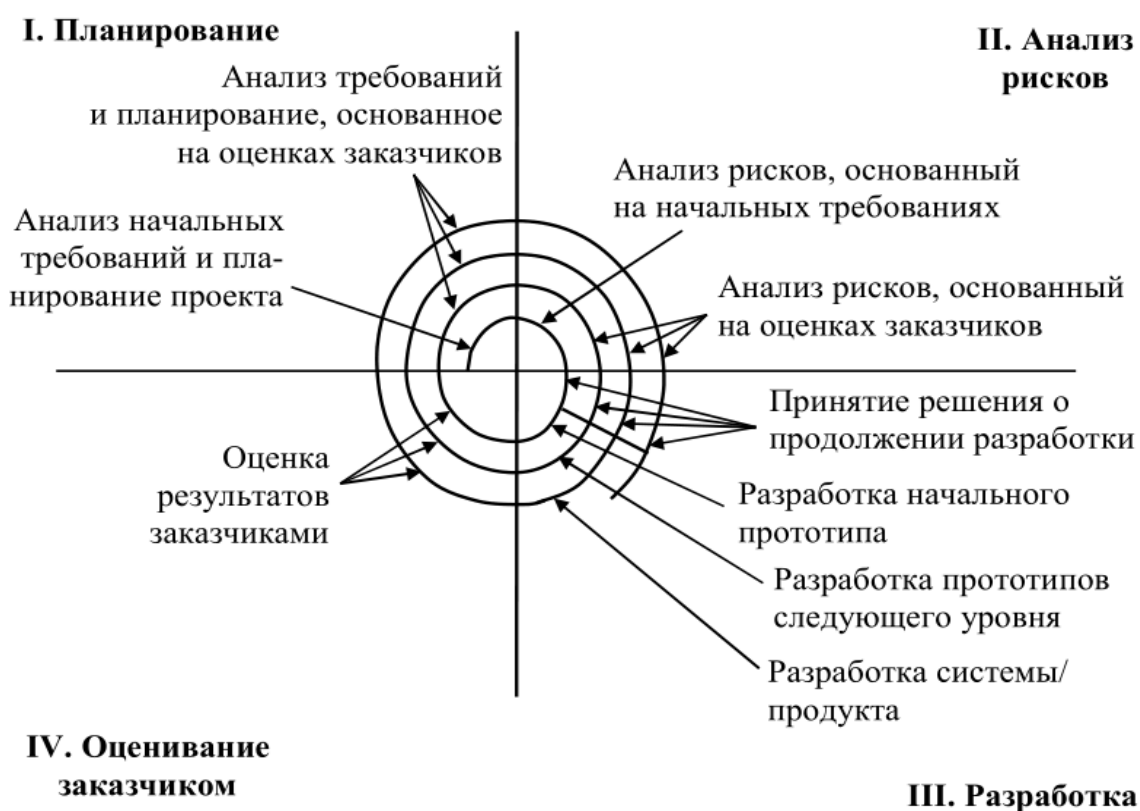 I. Планирование
II. Анализ
рисков
Анализ требований
и планирование, основанное
на оценках заказчиков
Анализ рисков, основанный
на начальных требованиях
Анализ начальных
требований и пла-
нирование проекта
Анализ рисков, основанный
на оценках заказчиков
Принятие решения о
продолжении разработки
Оценка
результатов
заказчиками
Разработка начального
прототипа
Разработка прототипов
следующего уровня
Разработка системы/
продукта
IV. Оценивание
заказчиком
III. Разработка